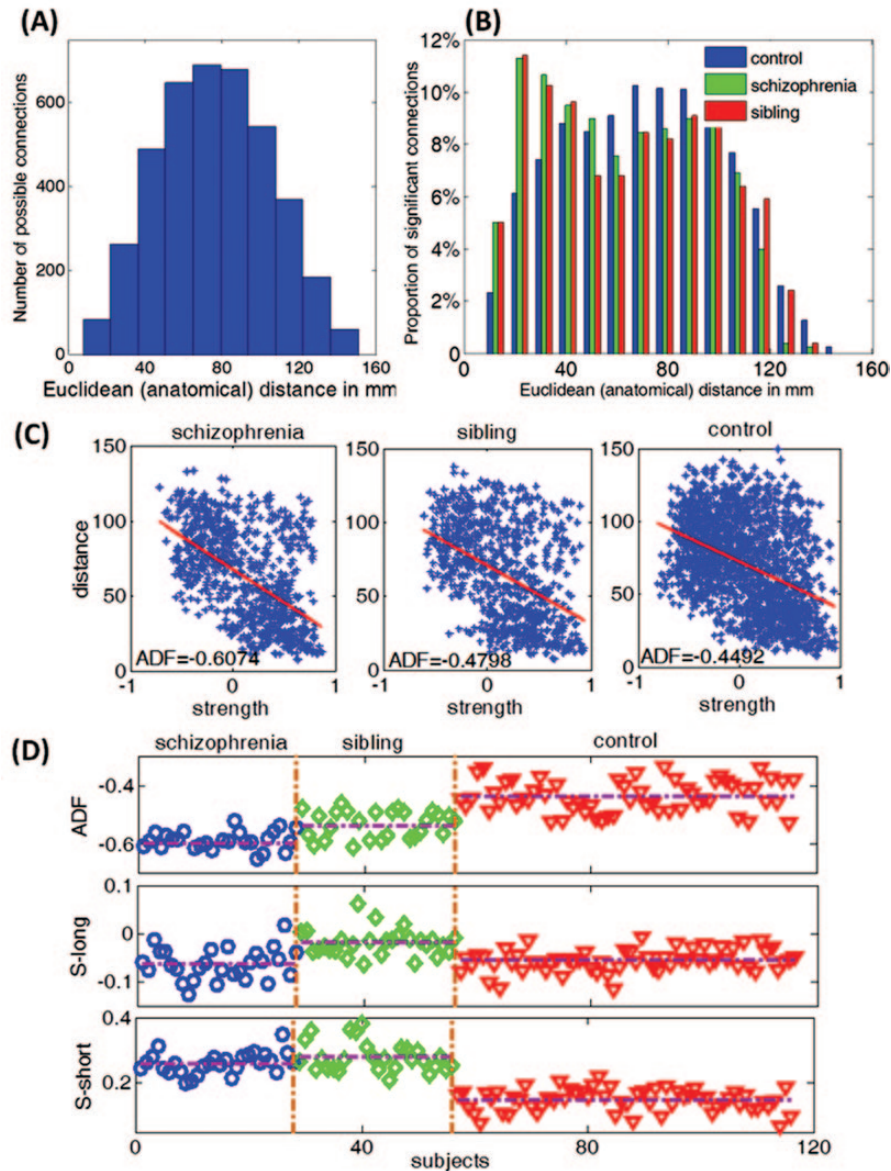 (A)
Number of possible connections
600
400
200
0
0 40 80 120 160
Euclidean (anatomical) distance in mm
(B)
Proportion of significant connections
12%
10%
8%
6%
4%
2%
0
0 40 80 120 160
Euclidean (anatomical) distance in mm
control
schizophrenia
sibling
(C)
schizophrenia
sibling
control
distance
150
100
50
0
ADF=-0.6074
-1 0 1
strength
150
100
50
0
ADF=-0.4798
-1 0 1
strength
150
100
50
0
ADF=-0.4492
-1 0 1
strength
(D)
schizophrenia sibling control
ADF
-0.4
-0.6
S-long
0.1
0
-0.1
S-short
0.4
0.2
0 40 80 120
subjects